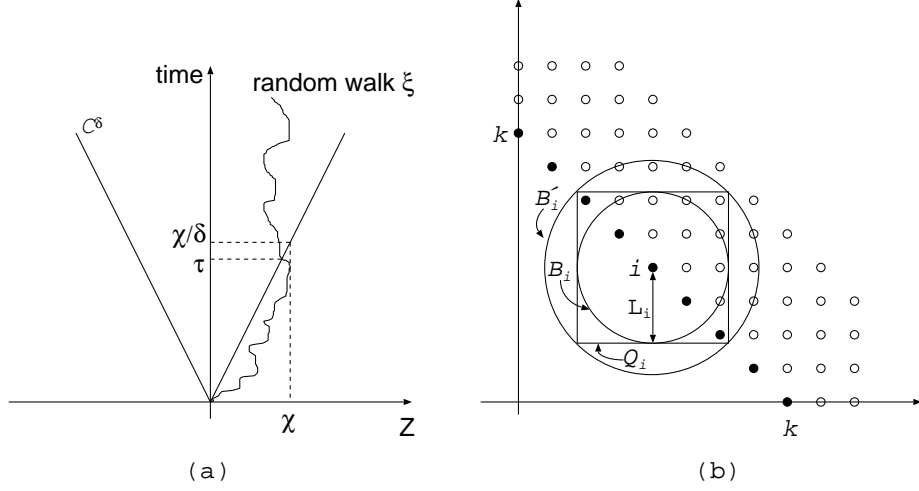 time
random walk ξ
C^δ
χ/δ
τ
χ
Z
(a)
k
B'_i
B_i
i
L_i
Q_i
k
(b)